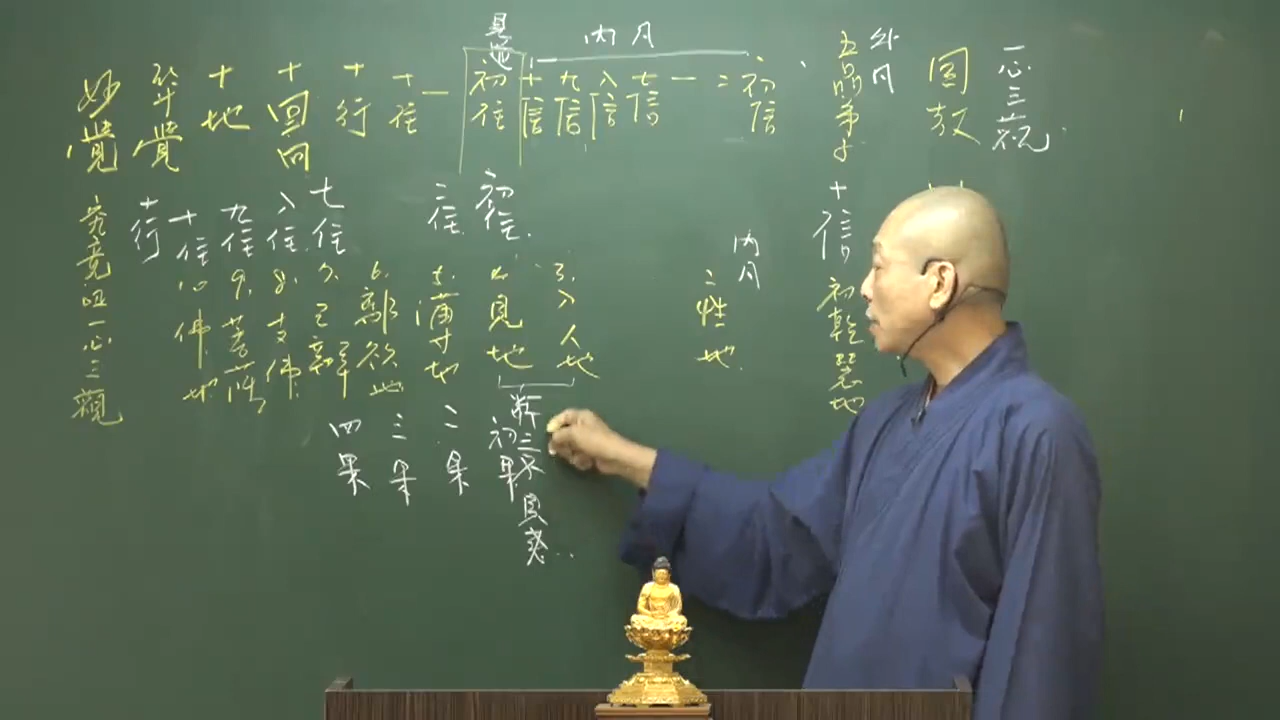 一心三觀
圓教
外凡
五品弟子
初信
二
一
七信
八信
九信
十信
內凡
見道
初住
一
十住
十行
十回向
十地
等覺
妙覺
十信
初住
二住
七住
八住
九住
十住
十行
初乾慧地
內凡
二性地
3.八人地
4.見地
5.薄地
6.離欲地
7.已辦
8.支佛
9.菩薩
10佛地
究竟一心三觀
斷三界見惑
初果
二果
三果
四果